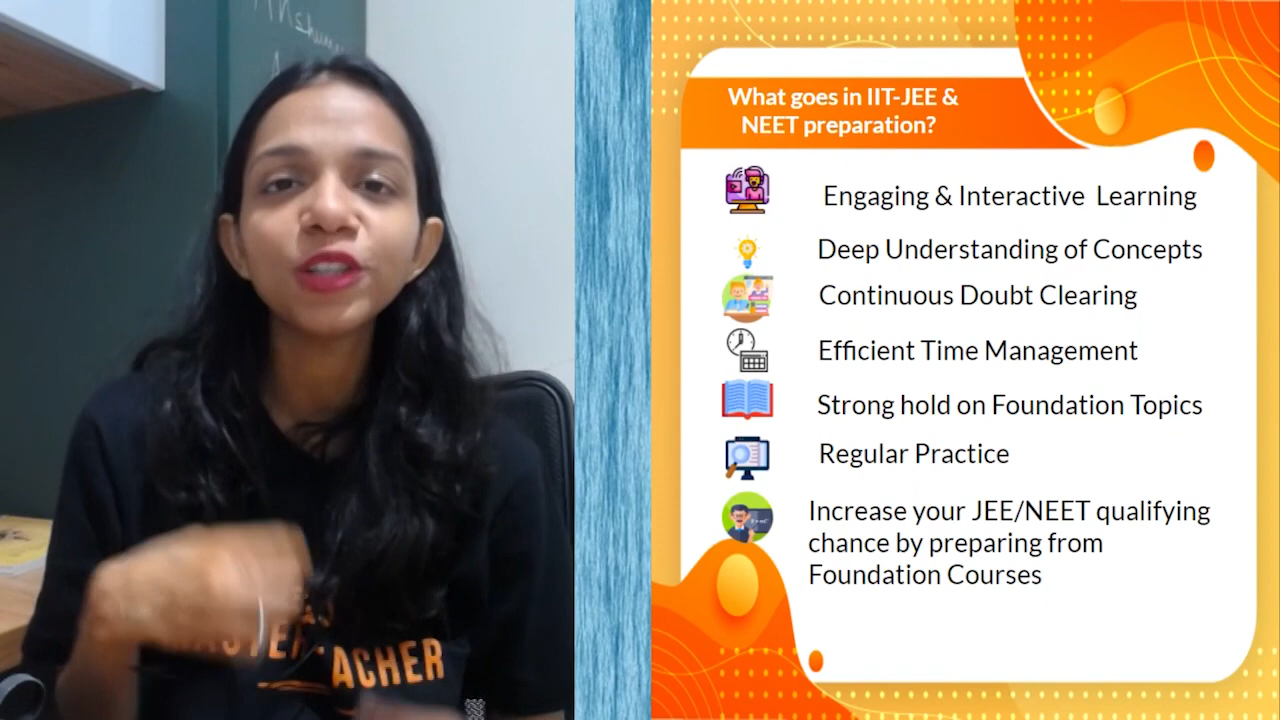 What goes in IIT-JEE &
NEET preparation?
Engaging & Interactive Learning
Deep Understanding of Concepts
Continuous Doubt Clearing
Efficient Time Management
Strong hold on Foundation Topics
Regular Practice
Increase your JEE/NEET qualifying
chance by preparing from
Foundation Courses